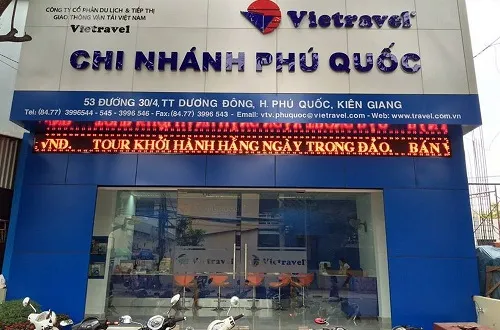 CÔNG TY CỔ PHẦN DU LỊCH & TIẾP THỊ
GIAO THÔNG VẬN TẢI VIỆT NAM
Vietravel
Vietravel
CHI NHÁNH PHÚ QUỐC
53 ĐƯỜNG 30/4, TT DƯƠNG ĐÔNG, H. PHÚ QUỐC, KIÊN GIANG
Tel: (84.77) 3996544 - 545 - 3996 546 - Fax: (84.77) 3996 543 - Email: vtv.phuquoc@vietravel.com - Web: www.travel.com.vn
VND. TOUR KHỞI HÀNH HÀNG NGÀY TRONG ĐẢO. BÁN V
Vietravel
Vietravel